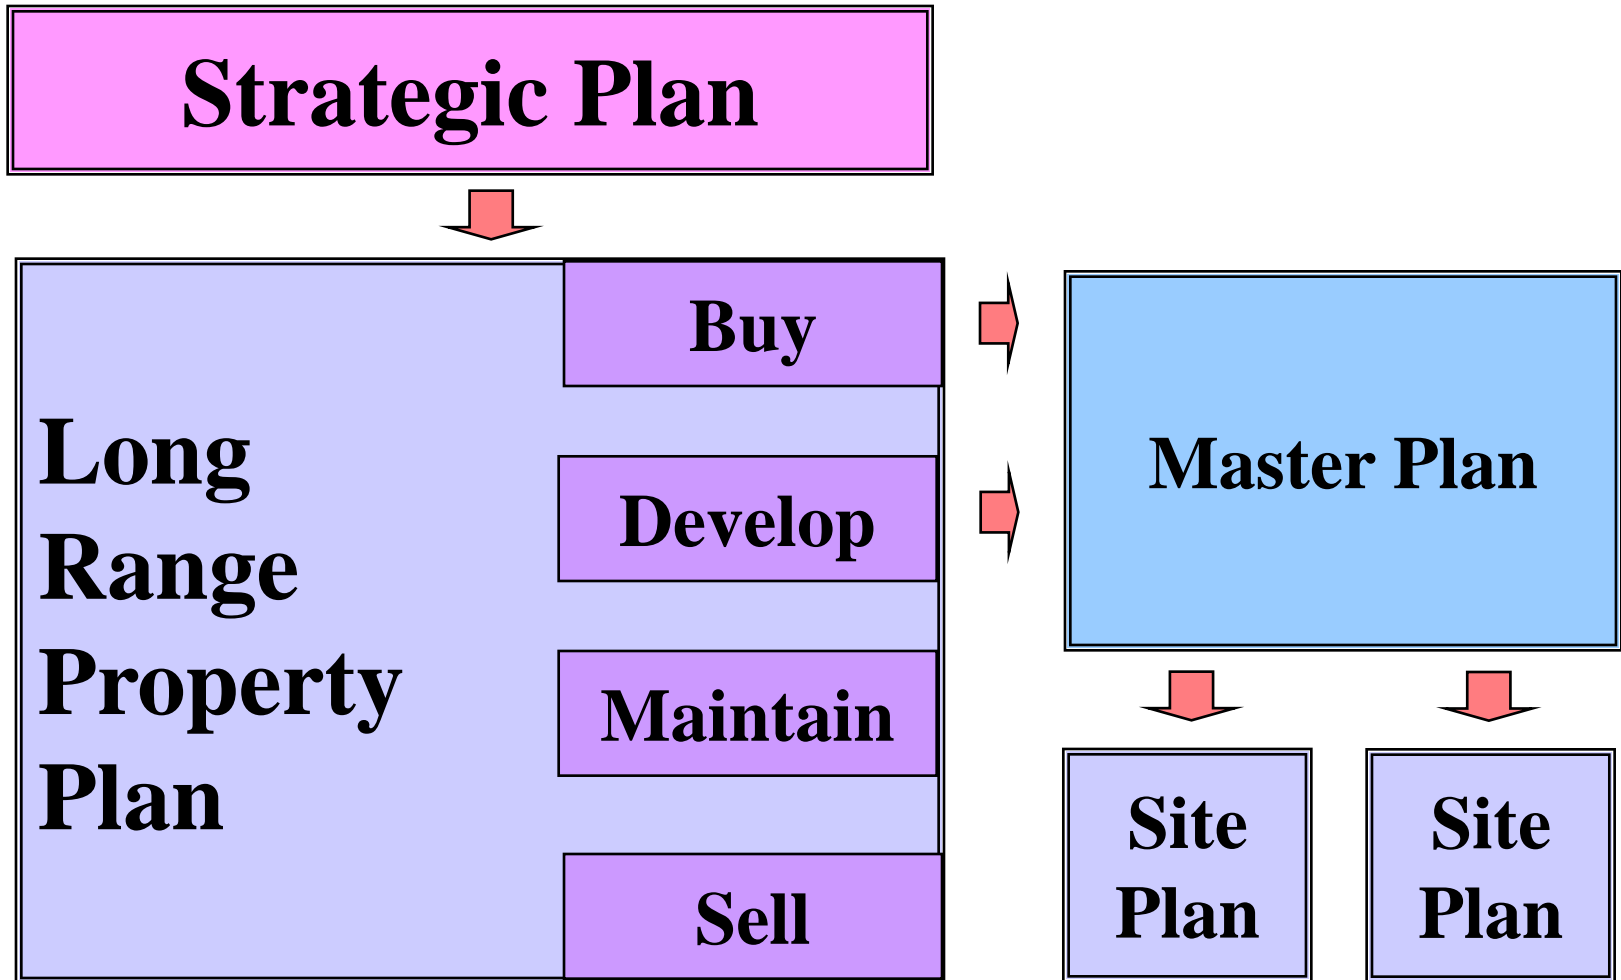 Strategic Plan
Long
Range
Property
Plan
Buy
Develop
Maintain
Sell
Master Plan
Site
Plan
Site
Plan